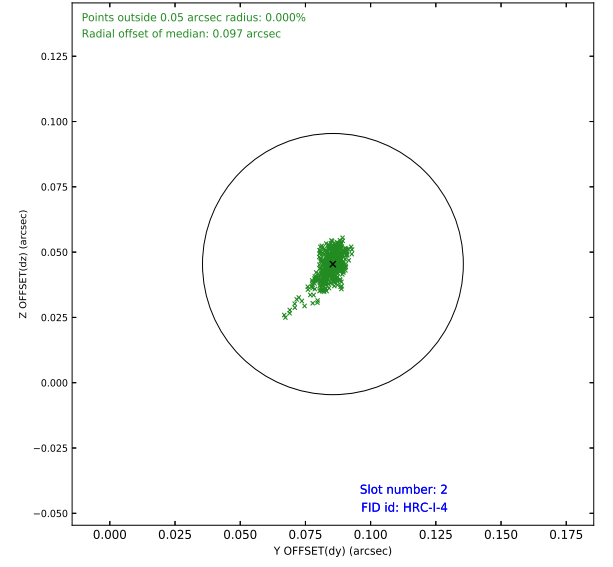 Points outside 0.05 arcsec radius: 0.000%
Radial offset of median: 0.097 arcsec
0.125
0.100
0.075
0.050
0.025
0.000
−0.025
−0.050
Z OFFSET(dz) (arcsec)
Slot number: 2
FID id: HRC-I-4
0.000 0.025 0.050 0.075 0.100 0.125 0.150 0.175
Y OFFSET(dy) (arcsec)